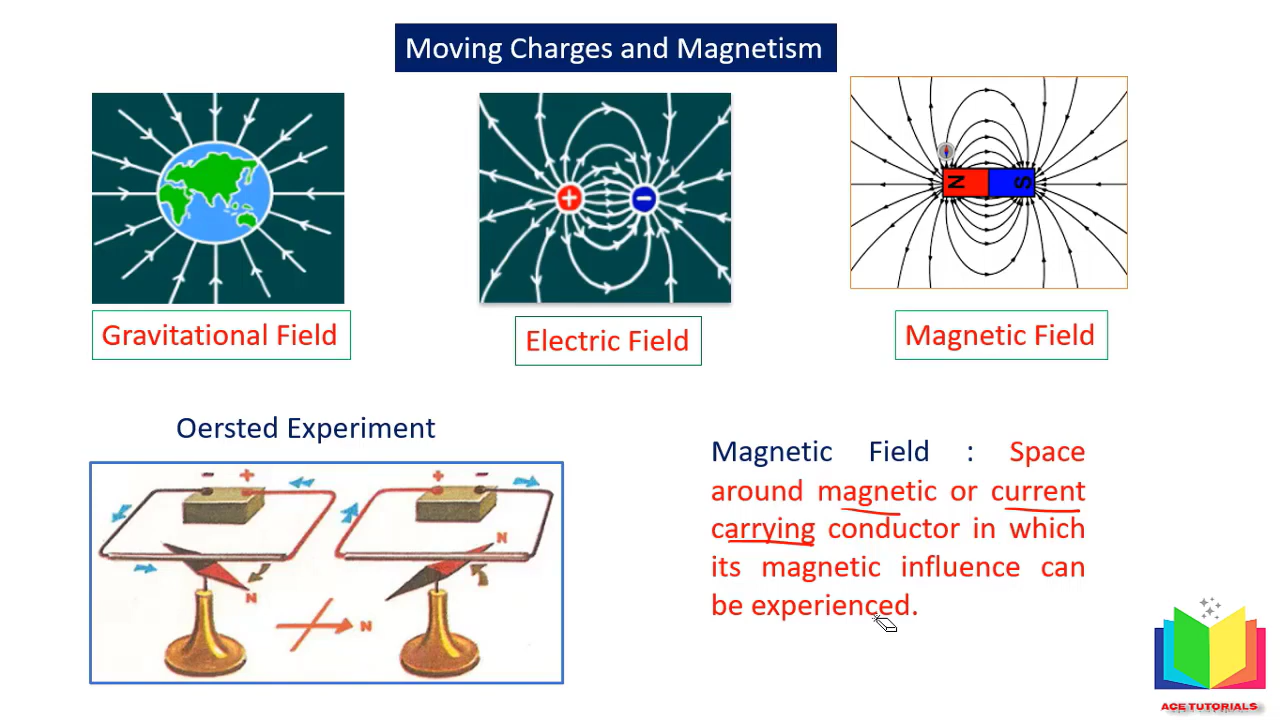 Moving Charges and Magnetism
+ -
N S
Gravitational Field
Electric Field
Magnetic Field
Oersted Experiment
- +
+ -
N
N
N
Magnetic Field : Space
around magnetic or current
carrying conductor in which
its magnetic influence can
be experienced.
ACE TUTORIALS